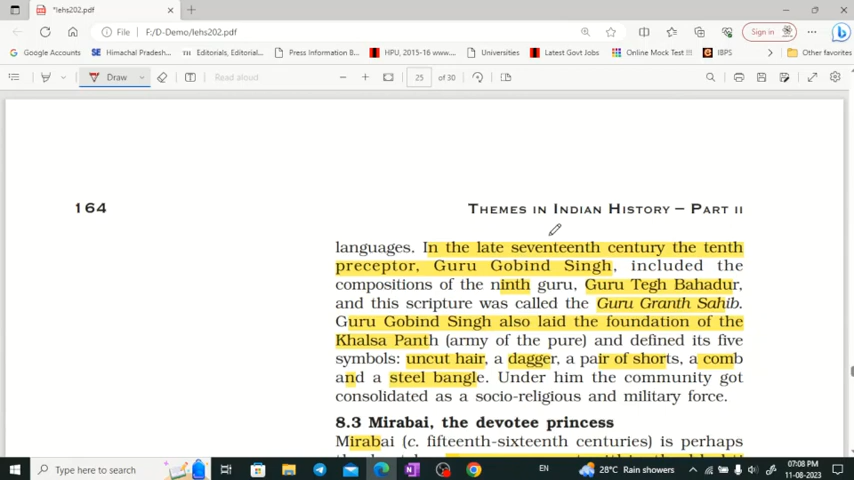 *lehs202.pdf
File F:/D-Demo/lehs202.pdf
Sign in
Google Accounts Himachal Pradesh... Editorials, Editorial... Press Information B... HPU, 2015-16 www.... Universities Latest Govt Jobs Online Mock Test !!! IBPS Other favorites
Draw Read aloud 25 of 30
164 THEMES IN INDIAN HISTORY – PART II
languages. In the late seventeenth century the tenth
preceptor, Guru Gobind Singh, included the
compositions of the ninth guru, Guru Tegh Bahadur,
and this scripture was called the Guru Granth Sahib.
Guru Gobind Singh also laid the foundation of the
Khalsa Panth (army of the pure) and defined its five
symbols: uncut hair, a dagger, a pair of shorts, a comb
and a steel bangle. Under him the community got
consolidated as a socio-religious and military force.
8.3 Mirabai, the devotee princess
Mirabai (c. fifteenth-sixteenth centuries) is perhaps
Type here to search EN 28°C Rain showers 07:08 PM
11-08-2023